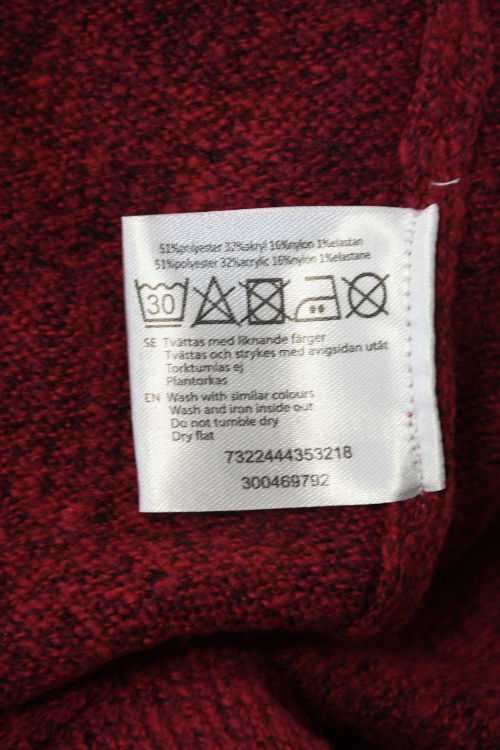 51%polyester 32%akryl 16%nylon 1%elastan
51%polyester 32%acrylic 16%nylon 1%elastane
30
SE Tvättas med liknande färger
Tvättas och strykes med avigsidan utåt
Torktumlas ej
Plantorkas
EN Wash with similar colours
Wash and iron inside out
Do not tumble dry
Dry flat
7322444353218
300469792